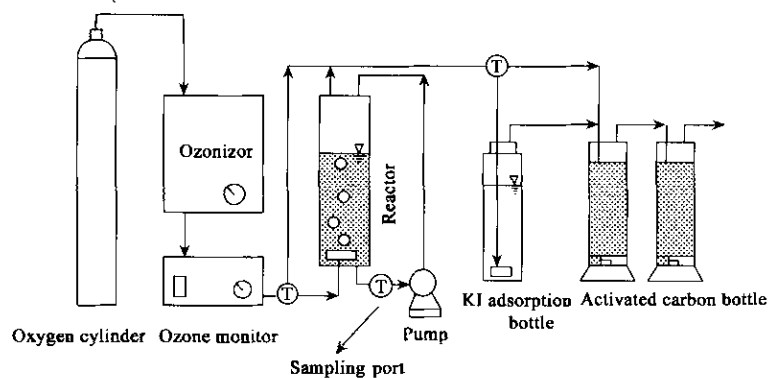 Ozonizor
Reactor
T
T
T
Oxygen cylinder
Ozone monitor
Pump
KI adsorption
bottle
Activated carbon bottle
Sampling port